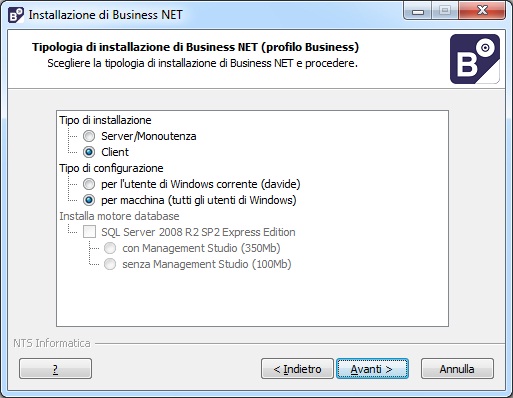 Installazione di Business NET
Tipologia di installazione di Business NET (profilo Business)
Scegliere la tipologia di installazione di Business NET e procedere.
B
Tipo di installazione
Server/Monoutenza
Client
Tipo di configurazione
per l'utente di Windows corrente (davide)
per macchina (tutti gli utenti di Windows)
Installa motore database
SQL Server 2008 R2 SP2 Express Edition
con Management Studio (350Mb)
senza Management Studio (100Mb)
NTS Informatica
?
< Indietro
Avanti >
Annulla